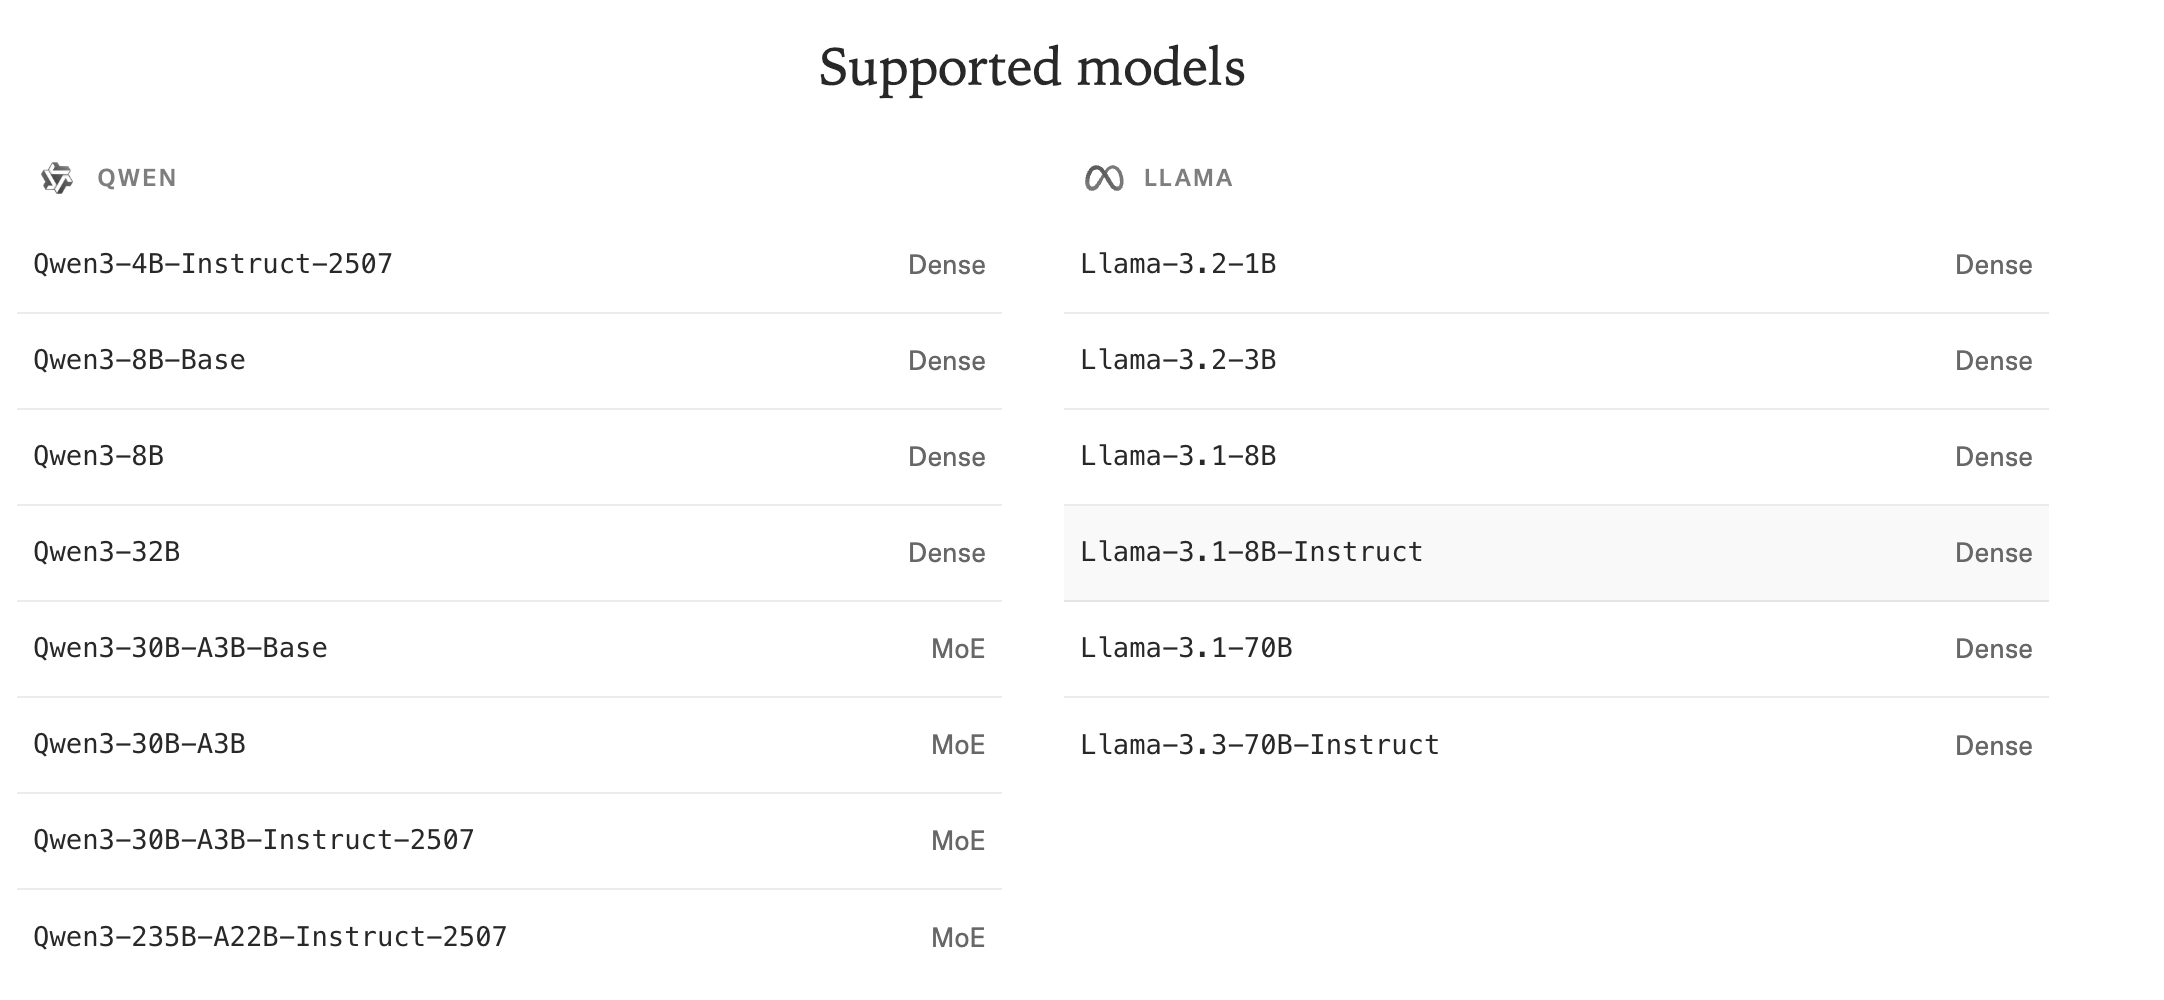 Supported models
QWEN
Qwen3-4B-Instruct-2507 Dense
Qwen3-8B-Base Dense
Qwen3-8B Dense
Qwen3-32B Dense
Qwen3-30B-A3B-Base MoE
Qwen3-30B-A3B MoE
Qwen3-30B-A3B-Instruct-2507 MoE
Qwen3-235B-A22B-Instruct-2507 MoE
LLAMA
Llama-3.2-1B Dense
Llama-3.2-3B Dense
Llama-3.1-8B Dense
Llama-3.1-8B-Instruct Dense
Llama-3.1-70B Dense
Llama-3.3-70B-Instruct Dense